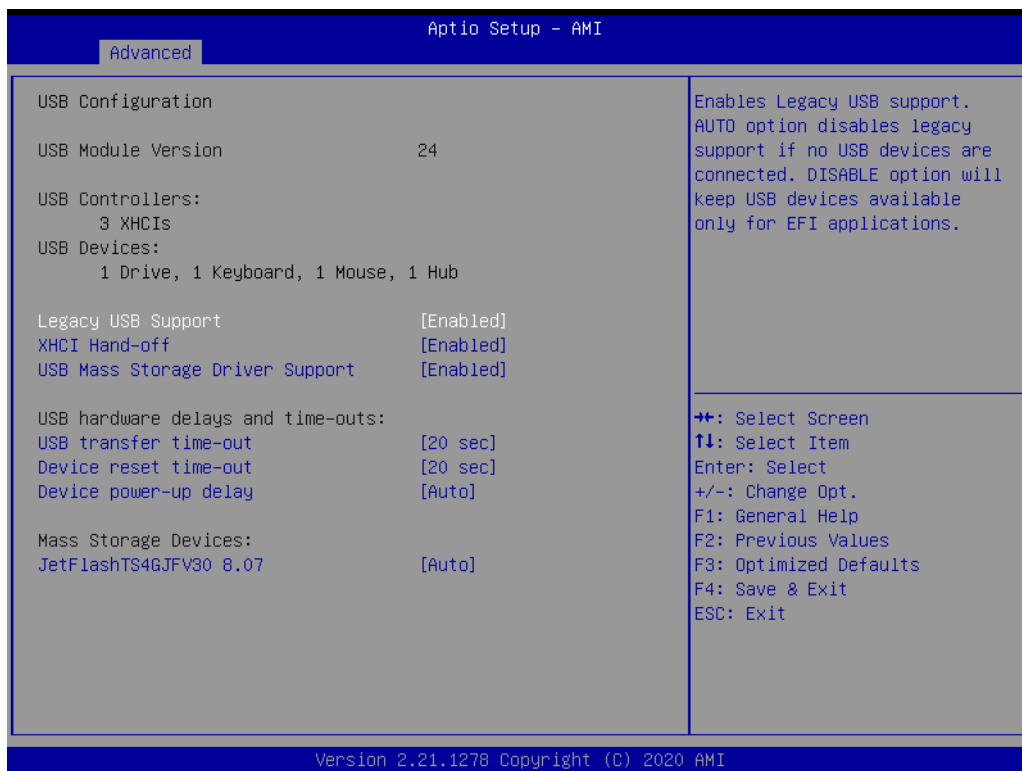 Aptio Setup – AMI
Advanced
USB Configuration
USB Module Version 24
USB Controllers:
3 XHCIs
USB Devices:
1 Drive, 1 Keyboard, 1 Mouse, 1 Hub
Legacy USB Support [Enabled]
XHCI Hand-off [Enabled]
USB Mass Storage Driver Support [Enabled]
USB hardware delays and time-outs:
USB transfer time-out [20 sec]
Device reset time-out [20 sec]
Device power-up delay [Auto]
Mass Storage Devices:
JetFlashTS4GJFV30 8.07 [Auto]
Enables Legacy USB support.
AUTO option disables legacy
support if no USB devices are
connected. DISABLE option will
keep USB devices available
only for EFI applications.
→←: Select Screen
↑↓: Select Item
Enter: Select
+/-: Change Opt.
F1: General Help
F2: Previous Values
F3: Optimized Defaults
F4: Save & Exit
ESC: Exit
Version 2.21.1278 Copyright (C) 2020 AMI